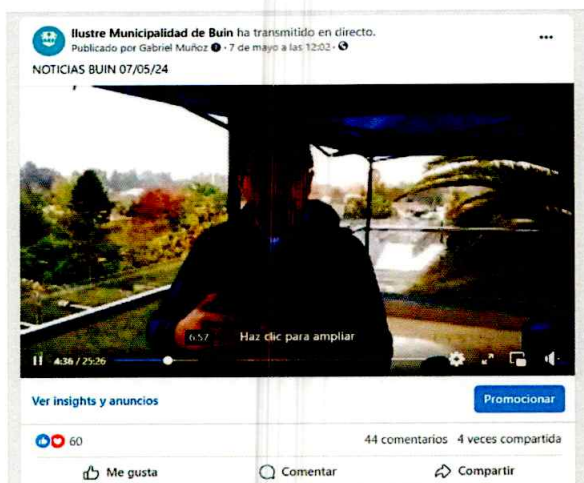 Ilustre Municipalidad de Buin ha transmitido en directo.
Publicado por Gabriel Muñoz · 7 de mayo a las 12:02 ·
NOTICIAS BUIN 07/05/24
6:57 Haz clic para ampliar
4:36 / 25:26
Ver insights y anuncios
Promocionar
60
44 comentarios 4 veces compartida
Me gusta
Comentar
Compartir